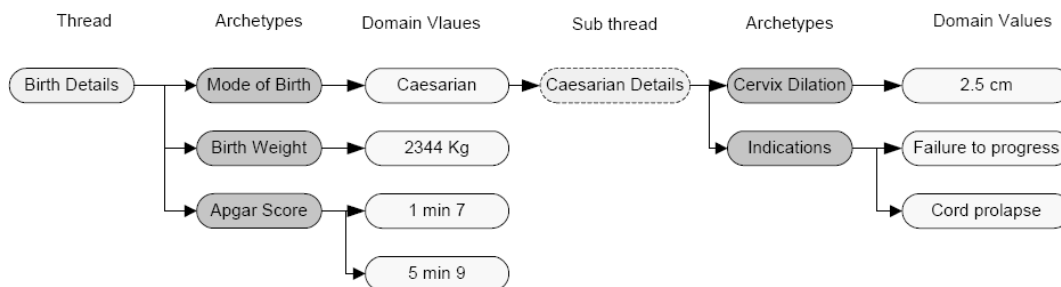 Thread Archetypes Domain Vlaues Sub thread Archetypes Domain Values
Birth Details Mode of Birth Caesarian Caesarian Details Cervix Dilation 2.5 cm
Birth Weight 2344 Kg Indications Failure to progress
Apgar Score 1 min 7 Cord prolapse
5 min 9